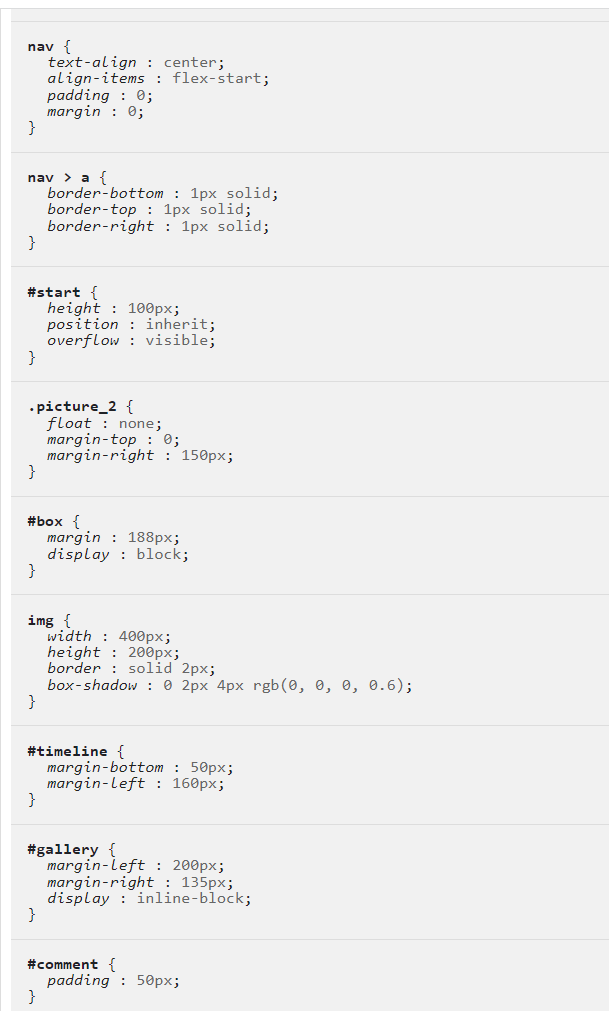 nav {
text-align : center;
align-items : flex-start;
padding : 0;
margin : 0;
}
nav > a {
border-bottom : 1px solid;
border-top : 1px solid;
border-right : 1px solid;
}
#start {
height : 100px;
position : inherit;
overflow : visible;
}
.picture_2 {
float : none;
margin-top : 0;
margin-right : 150px;
}
#box {
margin : 188px;
display : block;
}
img {
width : 400px;
height : 200px;
border : solid 2px;
box-shadow : 0 2px 4px rgb(0, 0, 0, 0.6);
}
#timeline {
margin-bottom : 50px;
margin-left : 160px;
}
#gallery {
margin-left : 200px;
margin-right : 135px;
display : inline-block;
}
#comment {
padding : 50px;
}